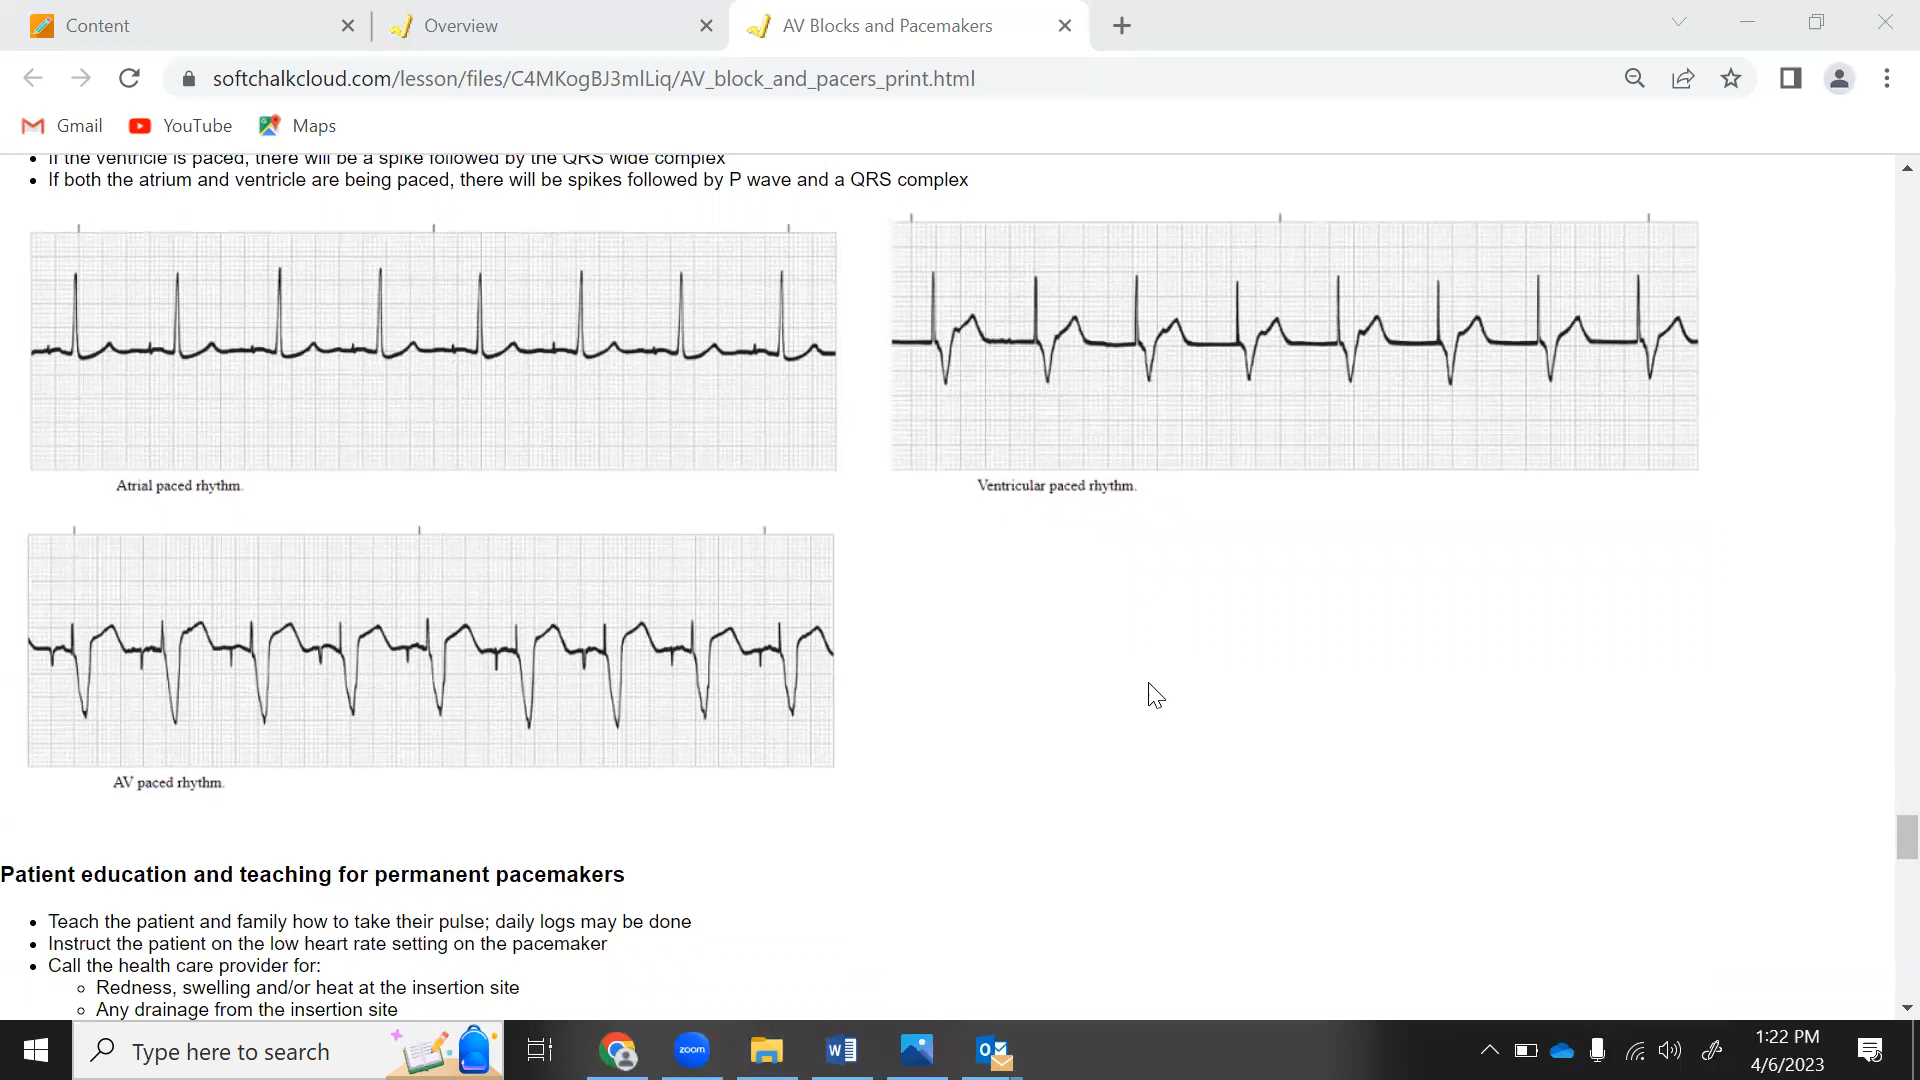 Content
Overview
AV Blocks and Pacemakers
softchalkcloud.com/lesson/files/C4MKogBJ3mlLiq/AV_block_and_pacers_print.html
Gmail
YouTube
Maps
If the ventricle is paced, there will be a spike followed by the QRS wide complex
If both the atrium and ventricle are being paced, there will be spikes followed by P wave and a QRS complex
Atrial paced rhythm.
Ventricular paced rhythm.
AV paced rhythm.
Patient education and teaching for permanent pacemakers
Teach the patient and family how to take their pulse; daily logs may be done
Instruct the patient on the low heart rate setting on the pacemaker
Call the health care provider for:
Redness, swelling and/or heat at the insertion site
Any drainage from the insertion site
Type here to search
zoom
1:22 PM
4/6/2023